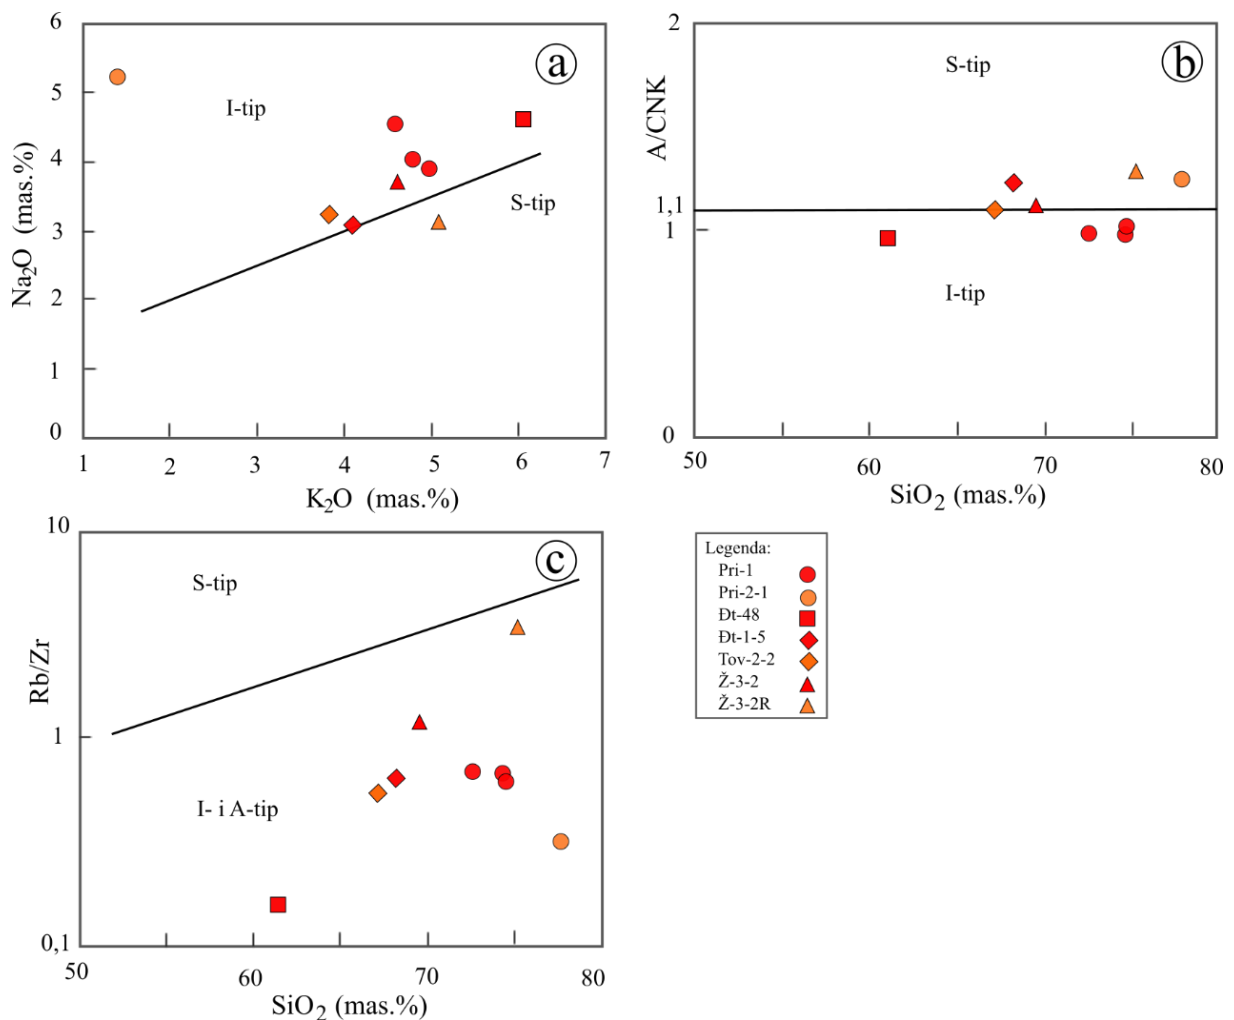 6
5
4
3
2
1
0
Na₂O (mas.%)
I-tip
S-tip
a
1 2 3 4 5 6 7
K₂O (mas.%)
2
1,1
1
0
A/CNK
S-tip
I-tip
b
50 60 70 80
SiO₂ (mas.%)
10
1
0,1
Rb/Zr
S-tip
I- i A-tip
c
50 60 70 80
SiO₂ (mas.%)
Legenda:
Pri-1
Pri-2-1
Đt-48
Đt-1-5
Tov-2-2
Ž-3-2
Ž-3-2R